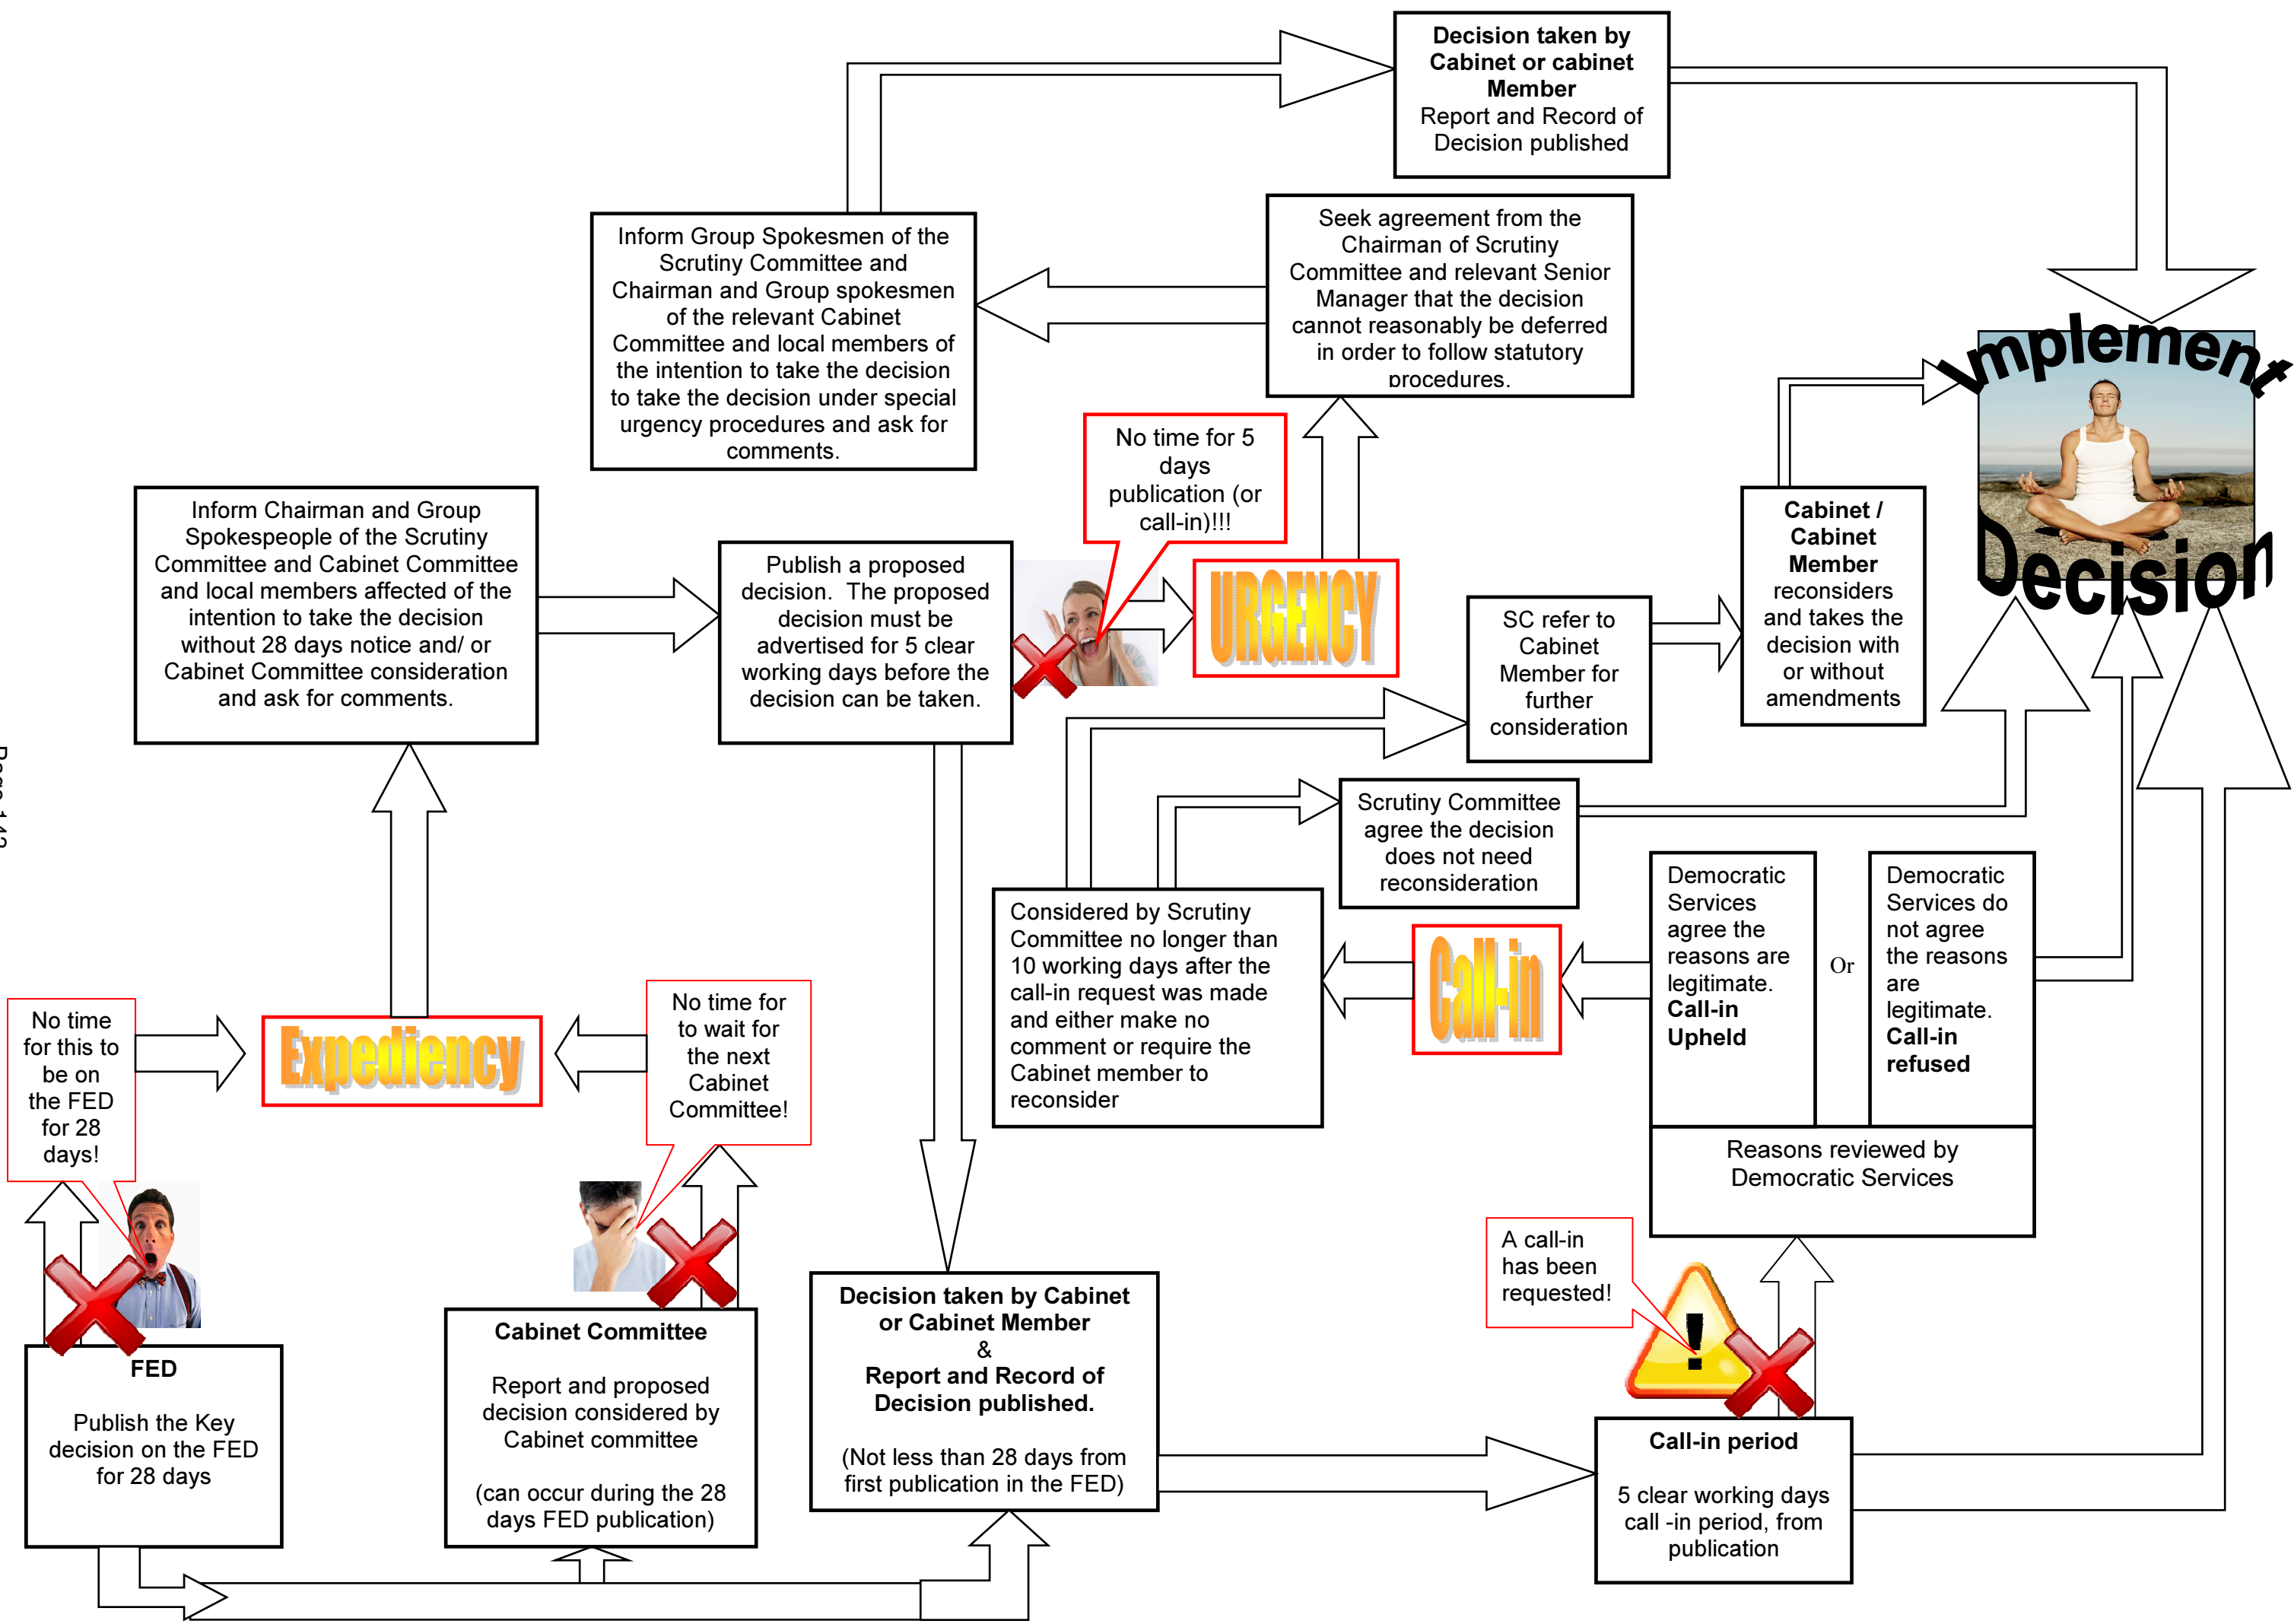 Decision taken by
Cabinet or cabinet
Member
Report and Record of
Decision published
Inform Group Spokesmen of the
Scrutiny Committee and
Chairman and Group spokesmen
of the relevant Cabinet
Committee and local members of
the intention to take the decision
to take the decision under special
urgency procedures and ask for
comments.
Seek agreement from the
Chairman of Scrutiny
Committee and relevant Senior
Manager that the decision
cannot reasonably be deferred
in order to follow statutory
procedures.
Implement
Decision
No time for 5
days
publication (or
call-in)!!!
Inform Chairman and Group
Spokespeople of the Scrutiny
Committee and Cabinet Committee
and local members affected of the
intention to take the decision
without 28 days notice and/ or
Cabinet Committee consideration
and ask for comments.
Publish a proposed
decision.  The proposed
decision must be
advertised for 5 clear
working days before the
decision can be taken.
URGENCY
SC refer to
Cabinet
Member for
further
consideration
Cabinet /
Cabinet
Member
reconsiders
and takes the
decision with
or without
amendments
Page 143
Scrutiny Committee
agree the decision
does not need
reconsideration
Considered by Scrutiny
Committee no longer than
10 working days after the
call-in request was made
and either make no
comment or require the
Cabinet member to
reconsider
Call-in
Democratic
Services
agree the
reasons are
legitimate.
Call-in
Upheld
Or
Democratic
Services do
not agree
the reasons
are
legitimate.
Call-in
refused
Reasons reviewed by
Democratic Services
No time
for this to
be on
the FED
for 28
days!
Expediency
No time for
to wait for
the next
Cabinet
Committee!
A call-in
has been
requested!
FED
Publish the Key
decision on the FED
for 28 days
Cabinet Committee
Report and proposed
decision considered by
Cabinet committee
(can occur during the 28
days FED publication)
Decision taken by Cabinet
or Cabinet Member
&
Report and Record of
Decision published.
(Not less than 28 days from
first publication in the FED)
!
Call-in period
5 clear working days
call -in period, from
publication